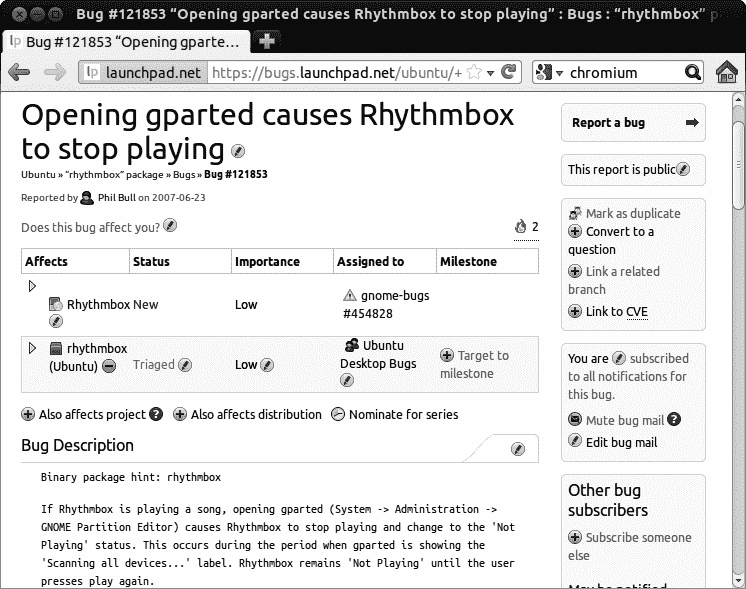 Bug #121853 “Opening gparted causes Rhythmbox to stop playing” : Bugs : “rhythmbox” p
lp Bug #121853 “Opening gparte...
lp launchpad.net https://bugs.launchpad.net/ubuntu/+ chromium
Opening gparted causes Rhythmbox
to stop playing
Ubuntu » “rhythmbox” package » Bugs » Bug #121853
Reported by Phil Bull on 2007-06-23
Does this bug affect you? 2
Affects Status Importance Assigned to Milestone
Rhythmbox New Low gnome-bugs
#454828
rhythmbox
(Ubuntu) Triaged Low Ubuntu
Desktop Bugs Target to
milestone
Also affects project Also affects distribution Nominate for series
Bug Description
Binary package hint: rhythmbox
If Rhythmbox is playing a song, opening gparted (System -> Administration ->
GNOME Partition Editor) causes Rhythmbox to stop playing and change to the 'Not
Playing' status. This occurs during the period when gparted is showing the
'Scanning all devices...' label. Rhythmbox remains 'Not Playing' until the user
presses play again.
Report a bug
This report is public
Mark as duplicate
Convert to a
question
Link a related
branch
Link to CVE
You are subscribed
to all notifications for
this bug.
Mute bug mail
Edit bug mail
Other bug
subscribers
Subscribe someone
else
May be notified